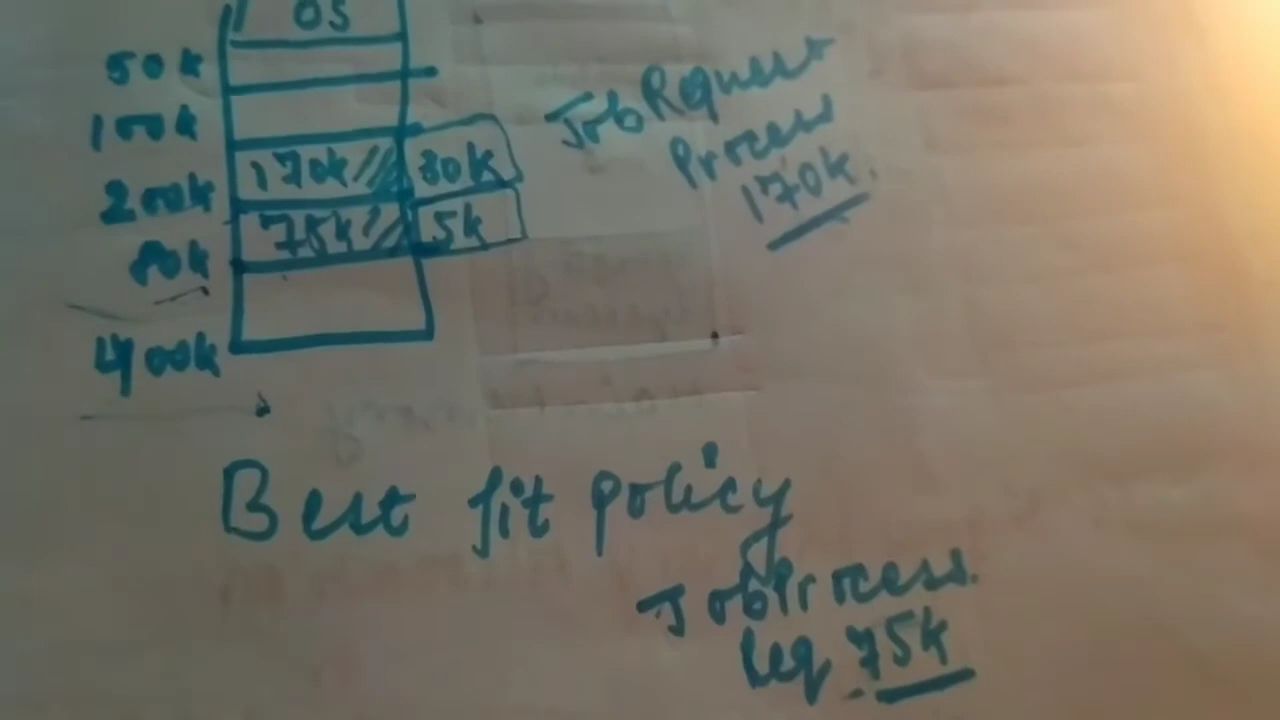 OS
50k
100k
170k 30k
200k
75k 5k
80k
400k
Job Request
Process
170k.
Best fit policy
Job Process.
req 75k